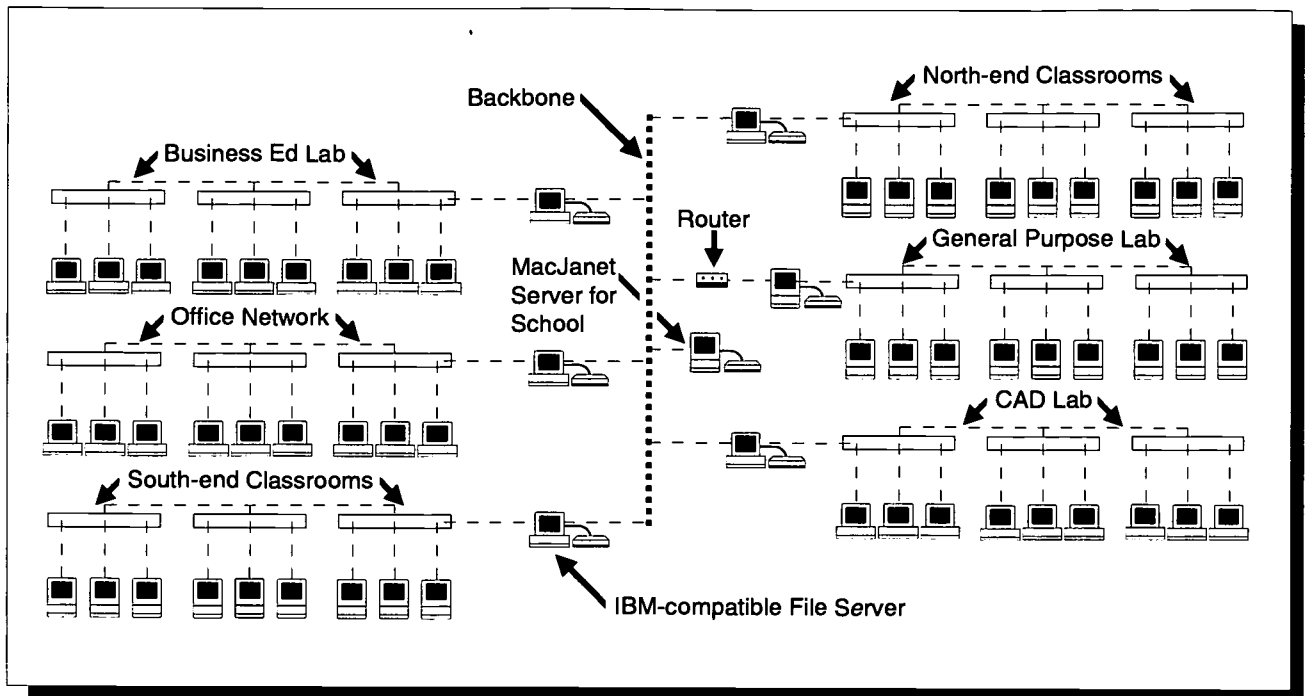 North-end Classrooms
Backbone
Business Ed Lab
Router
General Purpose Lab
MacJanet
Server for
School
Office Network
CAD Lab
South-end Classrooms
IBM-compatible File Server